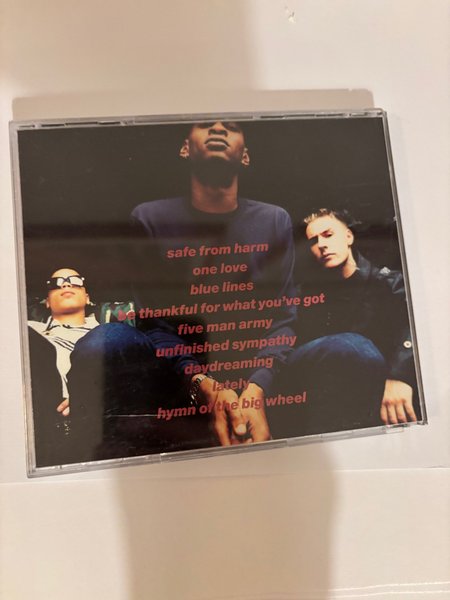 safe from harm
one love
blue lines
be thankful for what you've got
five man army
unfinished sympathy
daydreaming
lately
hymn of the big wheel